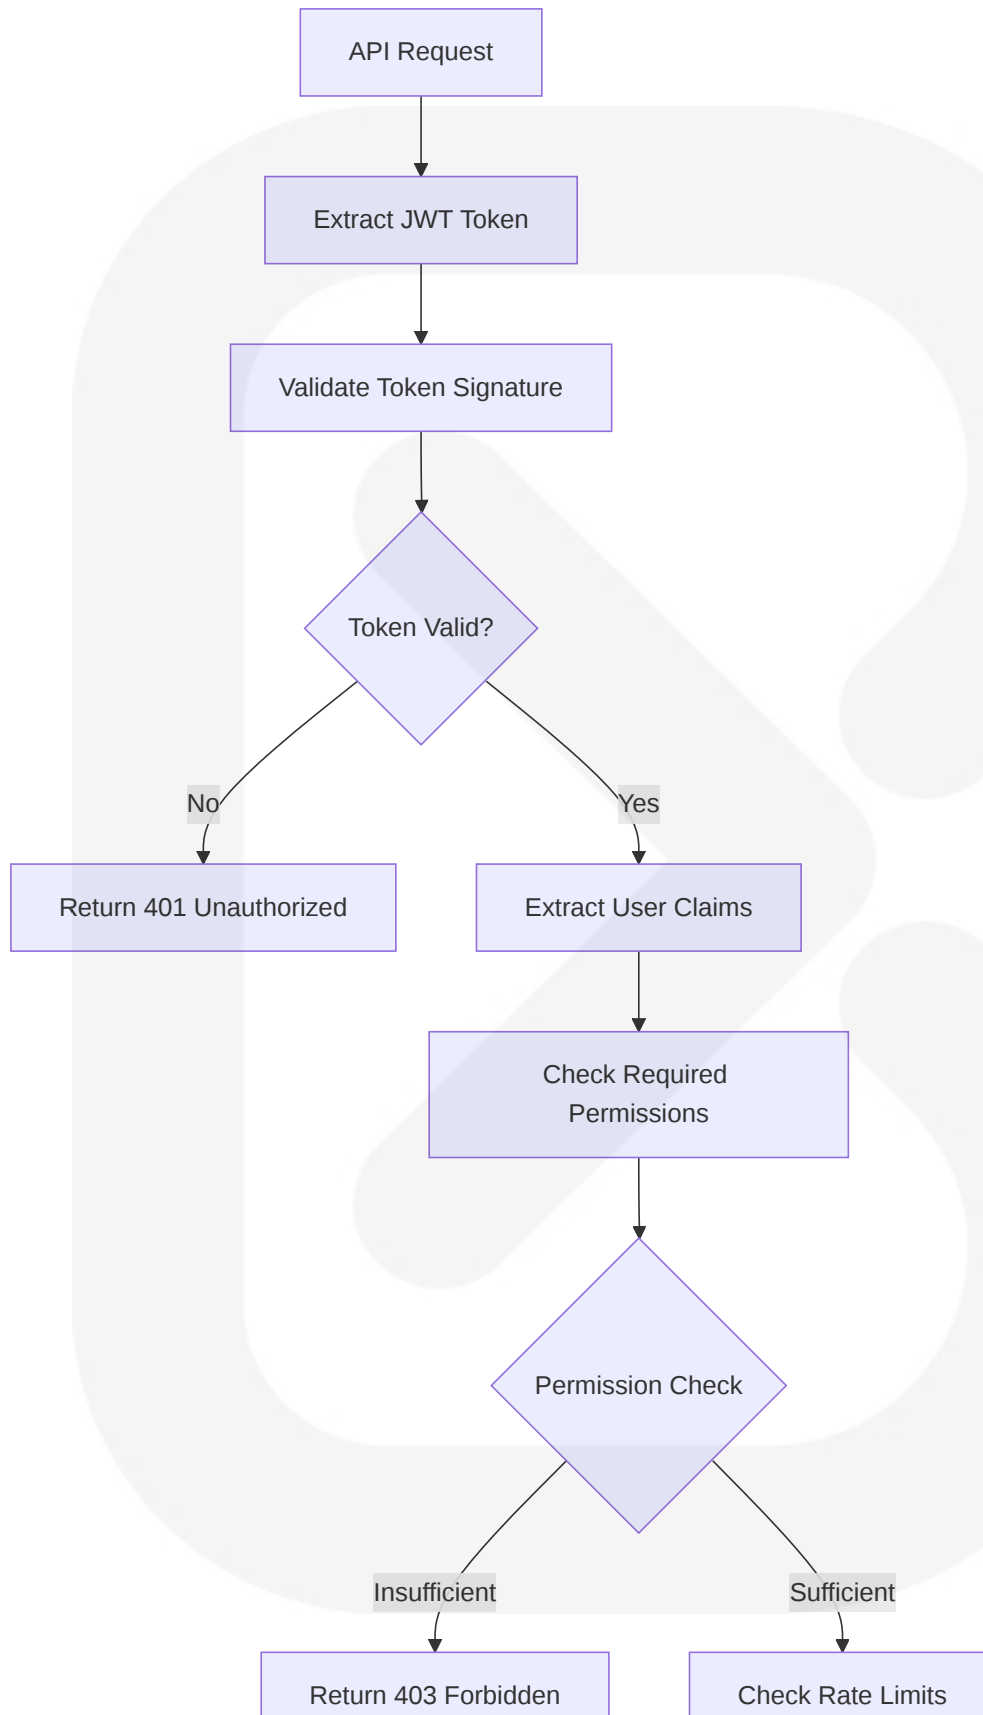 API Request
Extract JWT Token
Validate Token Signature
Token Valid?
No
Yes
Return 401 Unauthorized
Extract User Claims
Check Required
Permissions
Permission Check
Insufficient
Sufficient
Return 403 Forbidden
Check Rate Limits